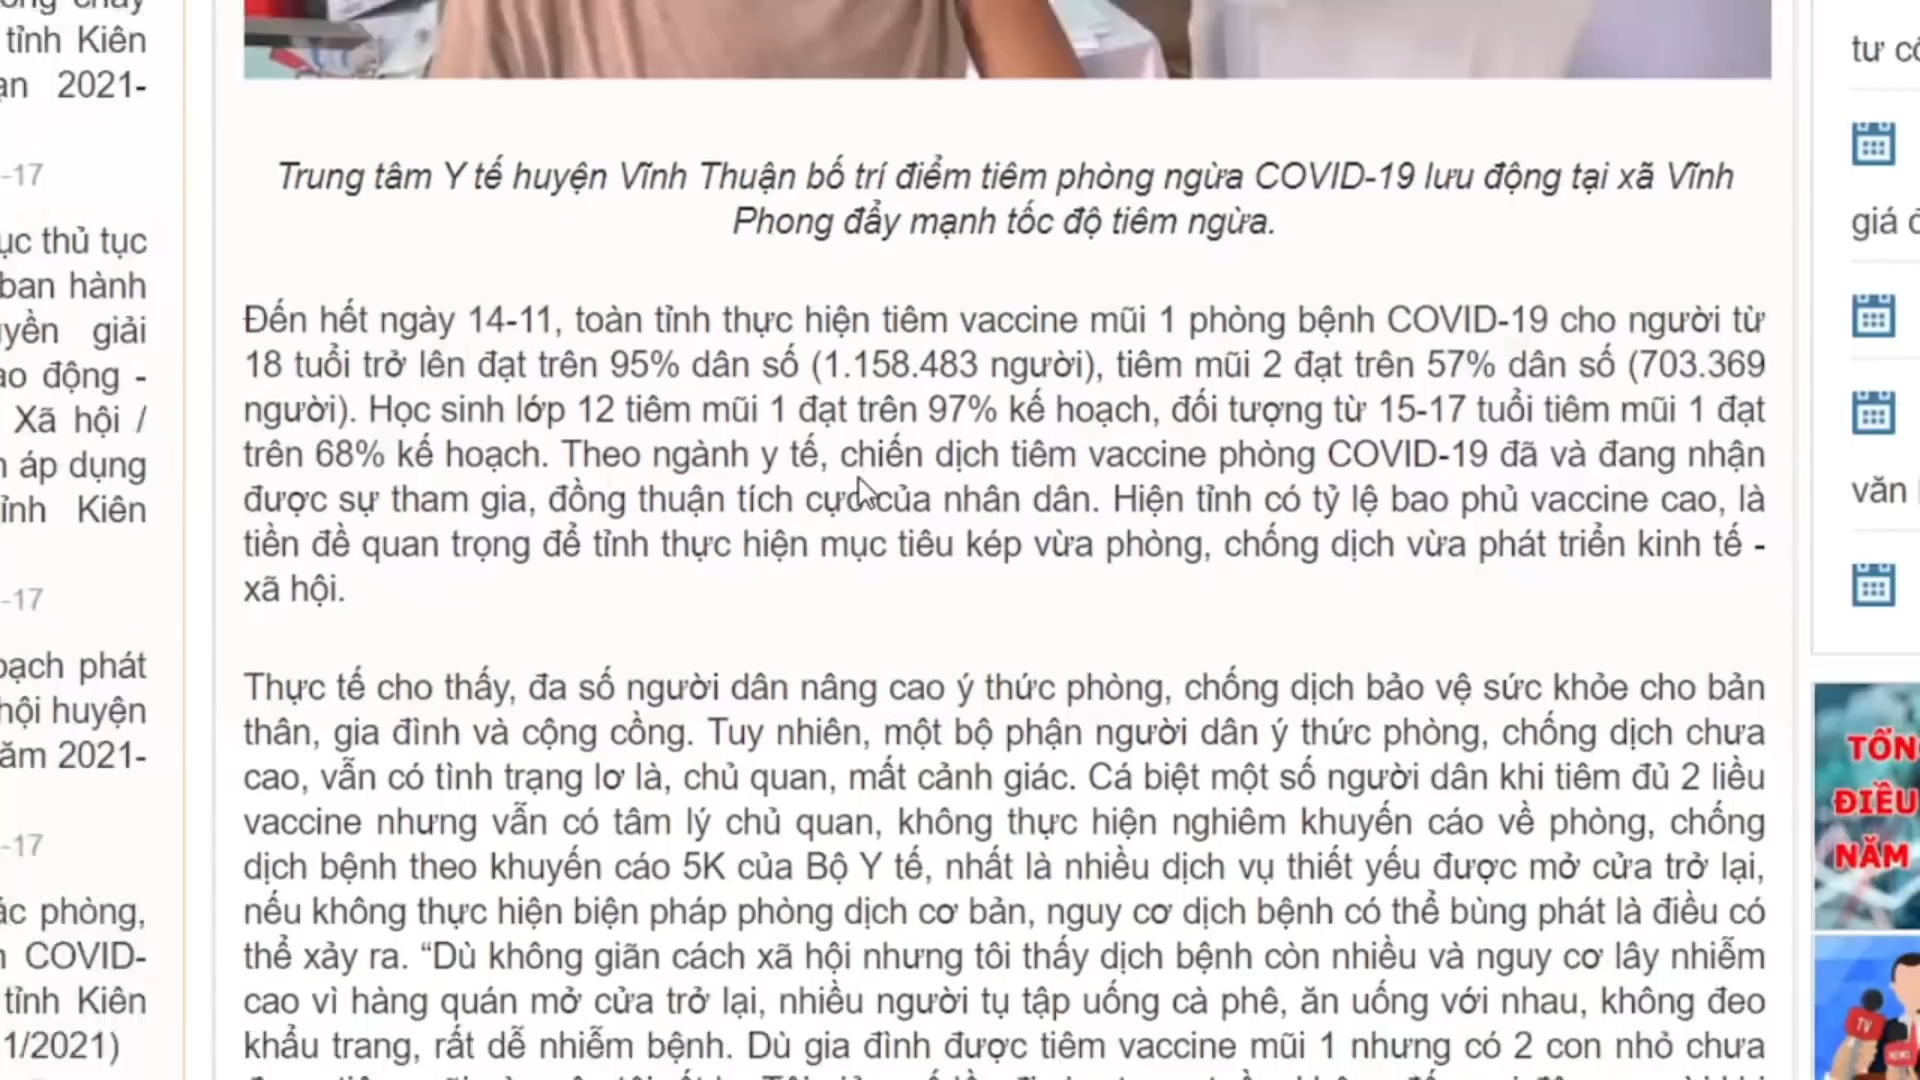 tỉnh Kiên
2021-
-17
thủ tục
ban hành
giải
động -
Xã hội /
áp dụng
Kiên
-17
phát
hội huyện
2021-
-17
phòng,
COVID-
tỉnh Kiên
1/2021)
Trung tâm Y tế huyện Vĩnh Thuận bố trí điểm tiêm phòng ngừa COVID-19 lưu động tại xã Vĩnh
Phong đẩy mạnh tốc độ tiêm ngừa.
Đến hết ngày 14-11, toàn tỉnh thực hiện tiêm vaccine mũi 1 phòng bệnh COVID-19 cho người từ
18 tuổi trở lên đạt trên 95% dân số (1.158.483 người), tiêm mũi 2 đạt trên 57% dân số (703.369
người). Học sinh lớp 12 tiêm mũi 1 đạt trên 97% kế hoạch, đối tượng từ 15-17 tuổi tiêm mũi 1 đạt
trên 68% kế hoạch. Theo ngành y tế, chiến dịch tiêm vaccine phòng COVID-19 đã và đang nhận
được sự tham gia, đồng thuận tích cực của nhân dân. Hiện tỉnh có tỷ lệ bao phủ vaccine cao, là
tiền đề quan trọng để tỉnh thực hiện mục tiêu kép vừa phòng, chống dịch vừa phát triển kinh tế -
xã hội.
Thực tế cho thấy, đa số người dân nâng cao ý thức phòng, chống dịch bảo vệ sức khỏe cho bản
thân, gia đình và cộng cồng. Tuy nhiên, một bộ phận người dân ý thức phòng, chống dịch chưa
cao, vẫn có tình trạng lơ là, chủ quan, mất cảnh giác. Cá biệt một số người dân khi tiêm đủ 2 liều
vaccine nhưng vẫn có tâm lý chủ quan, không thực hiện nghiêm khuyến cáo về phòng, chống
dịch bệnh theo khuyến cáo 5K của Bộ Y tế, nhất là nhiều dịch vụ thiết yếu được mở cửa trở lại,
nếu không thực hiện biện pháp phòng dịch cơ bản, nguy cơ dịch bệnh có thể bùng phát là điều có
thể xảy ra. “Dù không giãn cách xã hội nhưng tôi thấy dịch bệnh còn nhiều và nguy cơ lây nhiễm
cao vì hàng quán mở cửa trở lại, nhiều người tụ tập uống cà phê, ăn uống với nhau, không đeo
khẩu trang, rất dễ nhiễm bệnh. Dù gia đình được tiêm vaccine mũi 1 nhưng có 2 con nhỏ chưa
tư
giá
văn
TỔN
ĐIỀU
NĂM
TV
NEWS